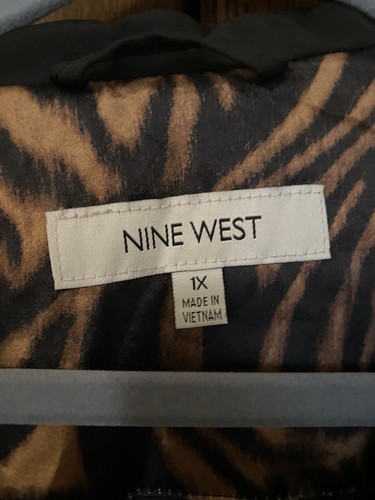 NINE WEST
1X
MADE IN
VIETNAM